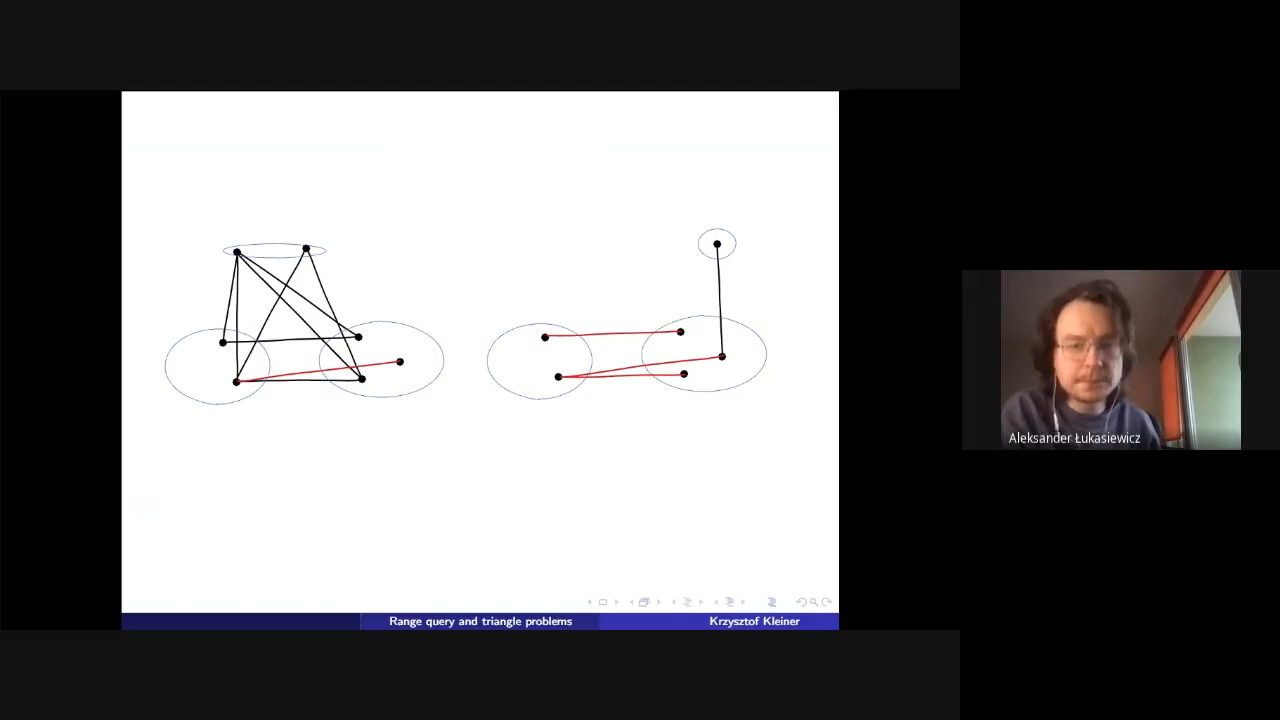 Aleksander Łukasiewicz
Range query and triangle problems
Krzysztof Kleiner